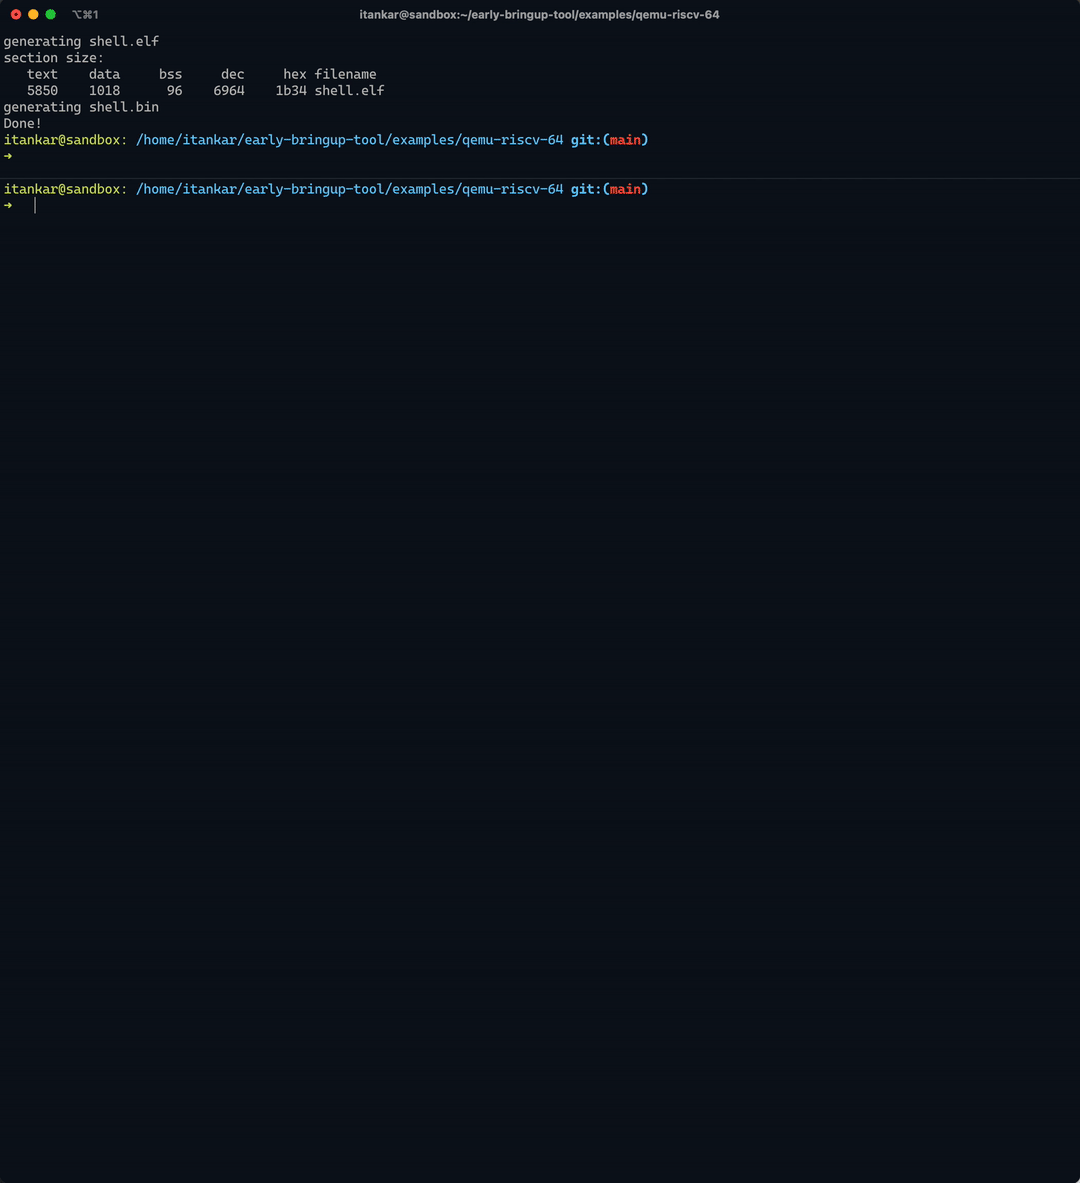 ⌥⌘1 itankar@sandbox:~/early-bringup-tool/examples/qemu-riscv-64
generating shell.elf
section size:
   text    data     bss     dec     hex filename
   5850    1018      96    6964    1b34 shell.elf
generating shell.bin
Done!
itankar@sandbox: /home/itankar/early-bringup-tool/examples/qemu-riscv-64 git:(main)
➜
itankar@sandbox: /home/itankar/early-bringup-tool/examples/qemu-riscv-64 git:(main)
➜